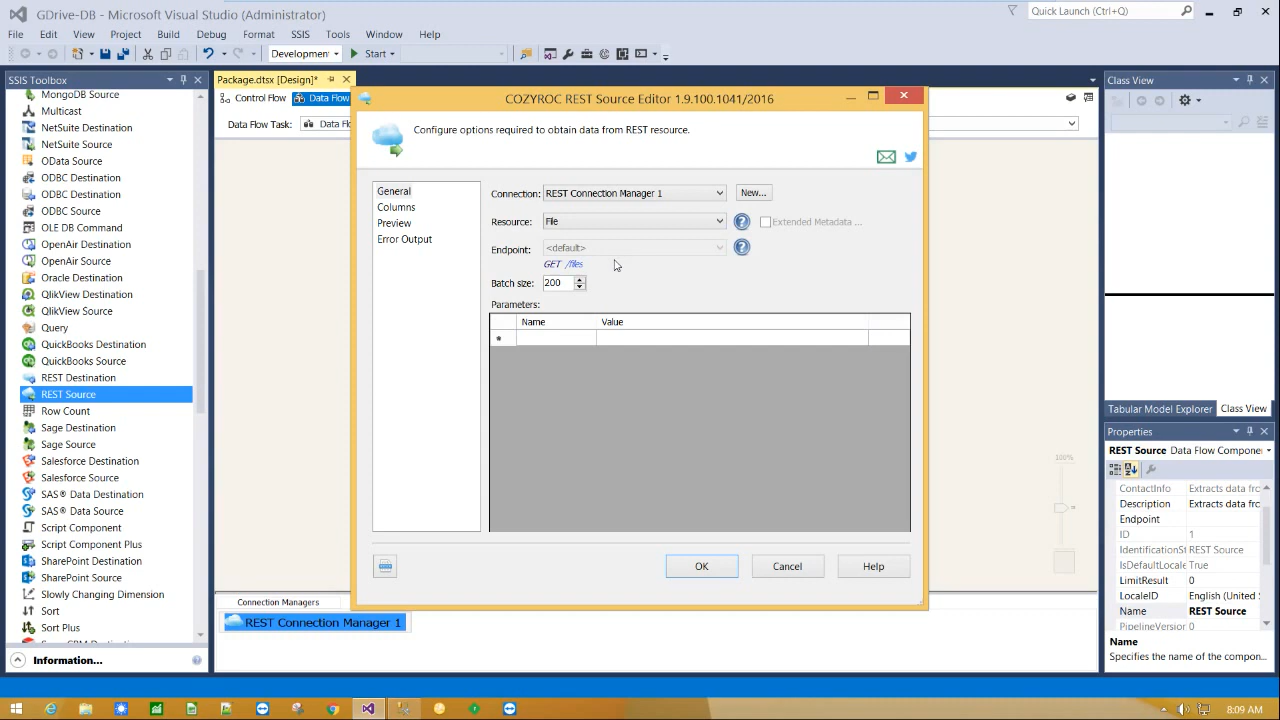 GDrive-DB - Microsoft Visual Studio (Administrator)
Quick Launch (Ctrl+Q)
File Edit View Project Build Debug Format SSIS Tools Window Help
Development Start
SSIS Toolbox
MongoDB Source
Multicast
NetSuite Destination
NetSuite Source
OData Source
ODBC Destination
ODBC Destination
ODBC Source
OLE DB Command
OpenAir Destination
OpenAir Source
Oracle Destination
QlikView Destination
QlikView Source
Query
QuickBooks Destination
QuickBooks Source
REST Destination
REST Source
Row Count
Sage Destination
Sage Source
Salesforce Destination
Salesforce Source
SAS® Data Destination
SAS® Data Source
Script Component
Script Component Plus
SharePoint Destination
SharePoint Source
Slowly Changing Dimension
Sort
Sort Plus
Information...
Package.dtsx [Design]*
Control Flow Data Flow
Data Flow Task: Data Fl
COZYROC REST Source Editor 1.9.100.1041/2016
Configure options required to obtain data from REST resource.
General
Columns
Preview
Error Output
Connection: REST Connection Manager 1 New...
Resource: File ? Extended Metadata ...
Endpoint: <default> ?
GET /files
Batch size: 200
Parameters:
Name Value
*
OK Cancel Help
100%
Connection Managers
REST Connection Manager 1
Class View
<Search>
Tabular Model Explorer Class View
Properties
REST Source Data Flow Compone
ContactInfo Extracts data fro
Description Extracts data fro
Endpoint
ID 1
IdentificationSt REST Source
IsDefaultLocale True
LimitResult 0
LocaleID English (United S
Name REST Source
PipelineVersion 0
Name
Specifies the name of the compon...
8:09 AM